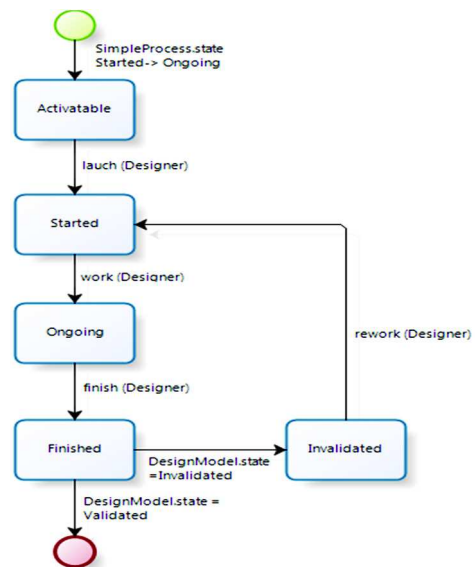 SimpleProcess.state
Started-> Ongoing
Activatable
lauch (Designer)
Started
work (Designer)
Ongoing
rework (Designer)
finish (Designer)
Finished
Invalidated
DesignModel.state
=Invalidated
DesignModel.state =
Validated